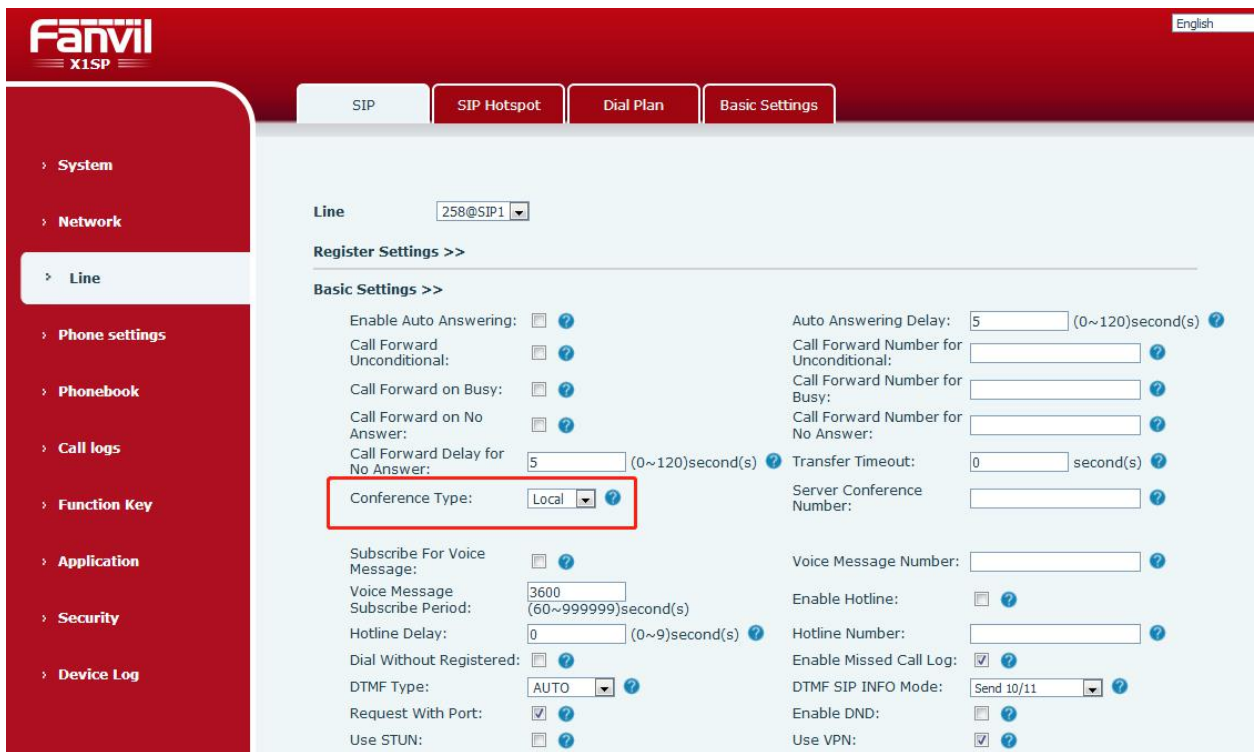 Fanvil
X1SP
English
SIP
SIP Hotspot
Dial Plan
Basic Settings
› System
› Network
› Line
› Phone settings
› Phonebook
› Call logs
› Function Key
› Application
› Security
› Device Log
Line 258@SIP1
Register Settings >>
Basic Settings >>
Enable Auto Answering: ? Auto Answering Delay: 5 (0~120)second(s) ?
Call Forward
Unconditional: ? Call Forward Number for
Unconditional: ?
Call Forward on Busy: ? Call Forward Number for
Busy: ?
Call Forward on No
Answer: ? Call Forward Number for
No Answer: ?
Call Forward Delay for
No Answer: 5 (0~120)second(s) ? Transfer Timeout: 0 second(s) ?
Conference Type: Local ? Server Conference
Number: ?
Subscribe For Voice
Message: ? Voice Message Number: ?
Voice Message
Subscribe Period: 3600
(60~999999)second(s) Enable Hotline: ?
Hotline Delay: 0 (0~9)second(s) ? Hotline Number: ?
Dial Without Registered: ? Enable Missed Call Log: ?
DTMF Type: AUTO ? DTMF SIP INFO Mode: Send 10/11 ?
Request With Port: ? Enable DND: ?
Use STUN: ? Use VPN: ?